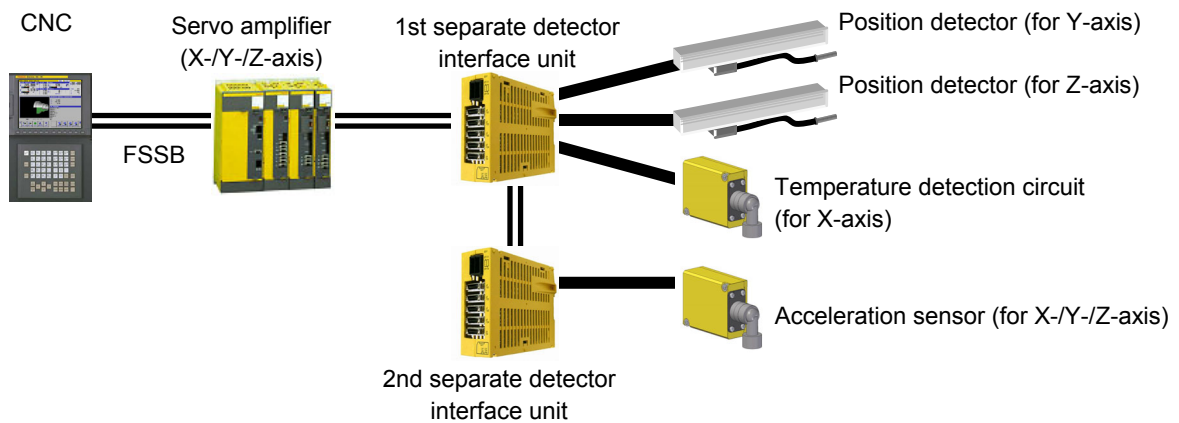 CNC
Servo amplifier
(X-/Y-/Z-axis)
1st separate detector
interface unit
Position detector (for Y-axis)
Position detector (for Z-axis)
FSSB
Temperature detection circuit
(for X-axis)
Acceleration sensor (for X-/Y-/Z-axis)
2nd separate detector
interface unit